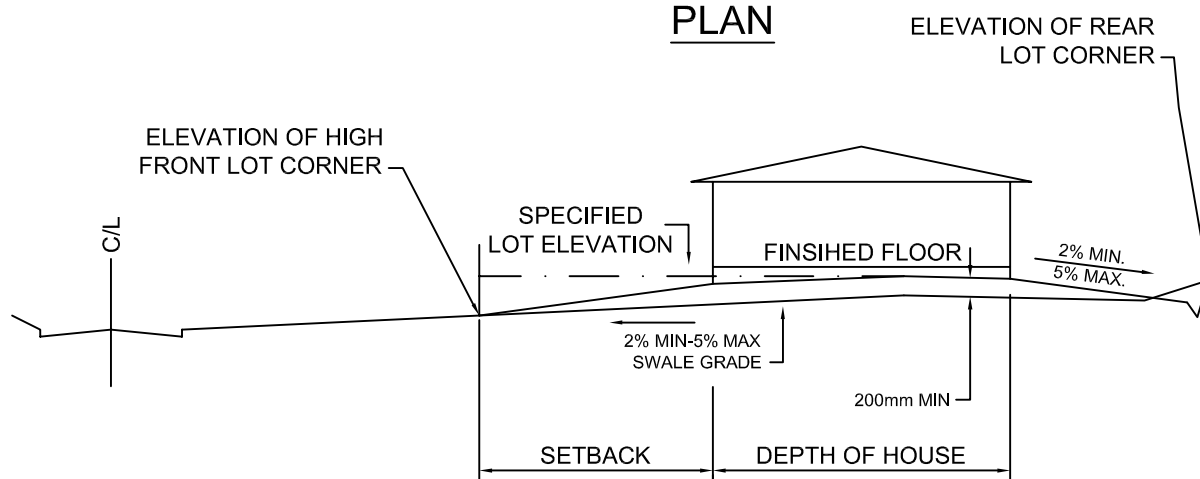 PLAN
ELEVATION OF REAR
LOT CORNER
ELEVATION OF HIGH
FRONT LOT CORNER
C/L
SPECIFIED
LOT ELEVATION
FINSIHED FLOOR
2% MIN.
5% MAX.
2% MIN-5% MAX
SWALE GRADE
200mm MIN
SETBACK
DEPTH OF HOUSE